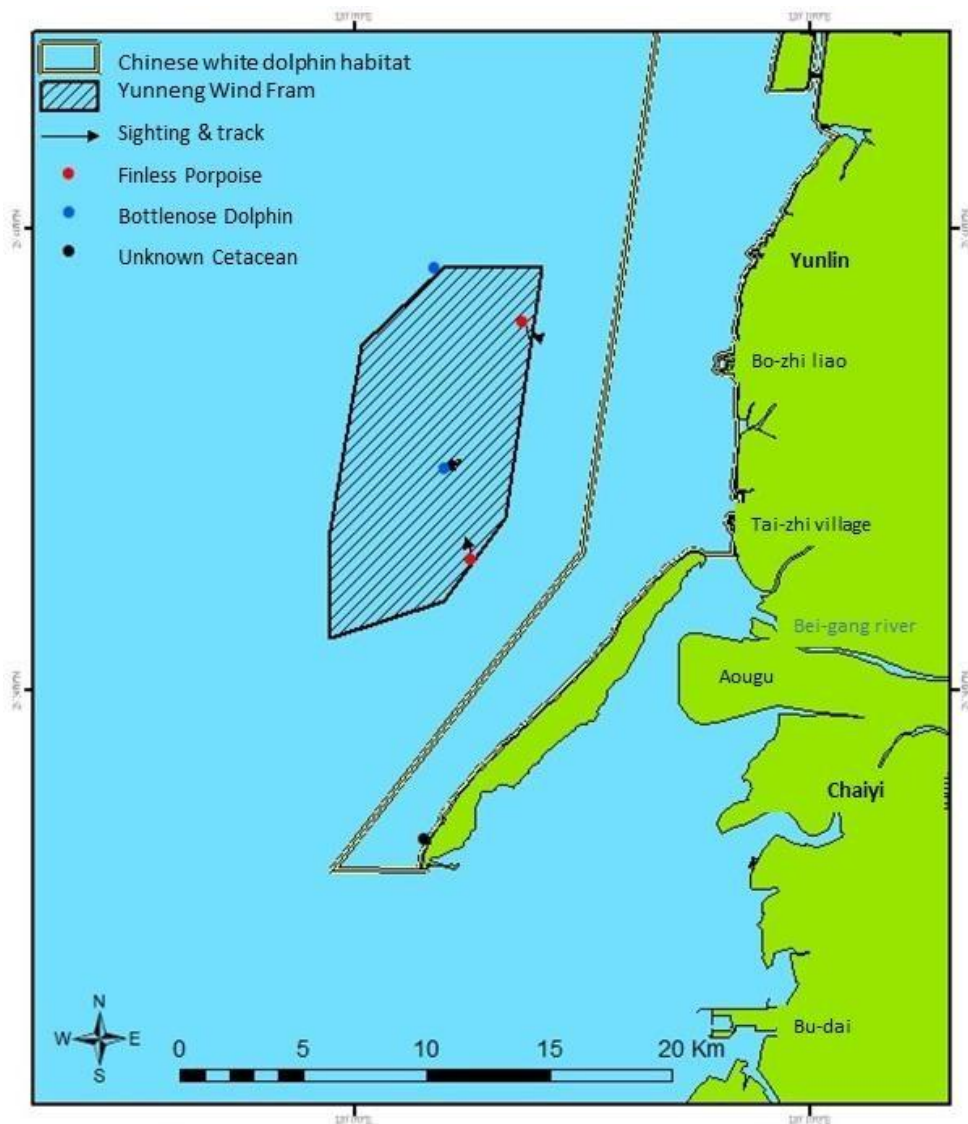 Chinese white dolphin habitat
Yunneng Wind Fram
Sighting & track
Finless Porpoise
Bottlenose Dolphin
Unknown Cetacean
Yunlin
Bo-zhi liao
Tai-zhi village
Bei-gang river
Aougu
Chaiyi
Bu-dai
N
W E
S
0 5 10 15 20 Km